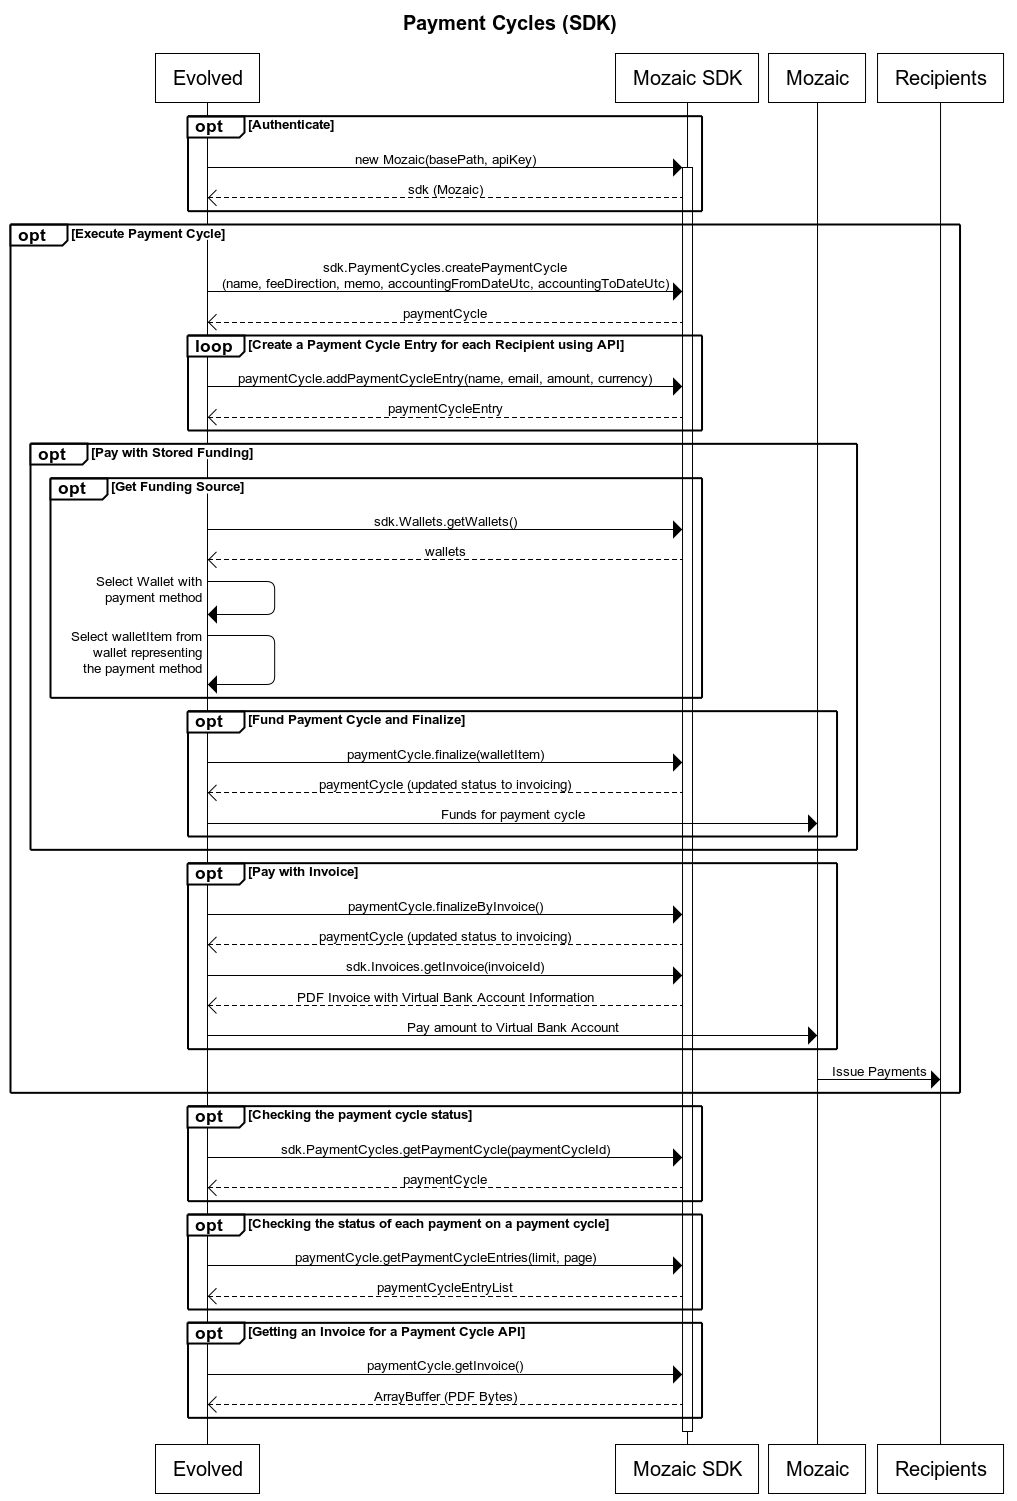 Payment Cycles (SDK)
Evolved
Mozaic SDK
Mozaic
Recipients
opt [Authenticate]
new Mozaic(basePath, apiKey)
sdk (Mozaic)
opt [Execute Payment Cycle]
sdk.PaymentCycles.createPaymentCycle
(name, feeDirection, memo, accountingFromDateUtc, accountingToDateUtc)
paymentCycle
loop [Create a Payment Cycle Entry for each Recipient using API]
paymentCycle.addPaymentCycleEntry(name, email, amount, currency)
paymentCycleEntry
opt [Pay with Stored Funding]
opt [Get Funding Source]
sdk.Wallets.getWallets()
wallets
Select Wallet with
payment method
Select walletItem from
wallet representing
the payment method
opt [Fund Payment Cycle and Finalize]
paymentCycle.finalize(walletItem)
paymentCycle (updated status to invoicing)
Funds for payment cycle
opt [Pay with Invoice]
paymentCycle.finalizeByInvoice()
paymentCycle (updated status to invoicing)
sdk.Invoices.getInvoice(invoiceId)
PDF Invoice with Virtual Bank Account Information
Pay amount to Virtual Bank Account
Issue Payments
opt [Checking the payment cycle status]
sdk.PaymentCycles.getPaymentCycle(paymentCycleId)
paymentCycle
opt [Checking the status of each payment on a payment cycle]
paymentCycle.getPaymentCycleEntries(limit, page)
paymentCycleEntryList
opt [Getting an Invoice for a Payment Cycle API]
paymentCycle.getInvoice()
ArrayBuffer (PDF Bytes)
Evolved
Mozaic SDK
Mozaic
Recipients